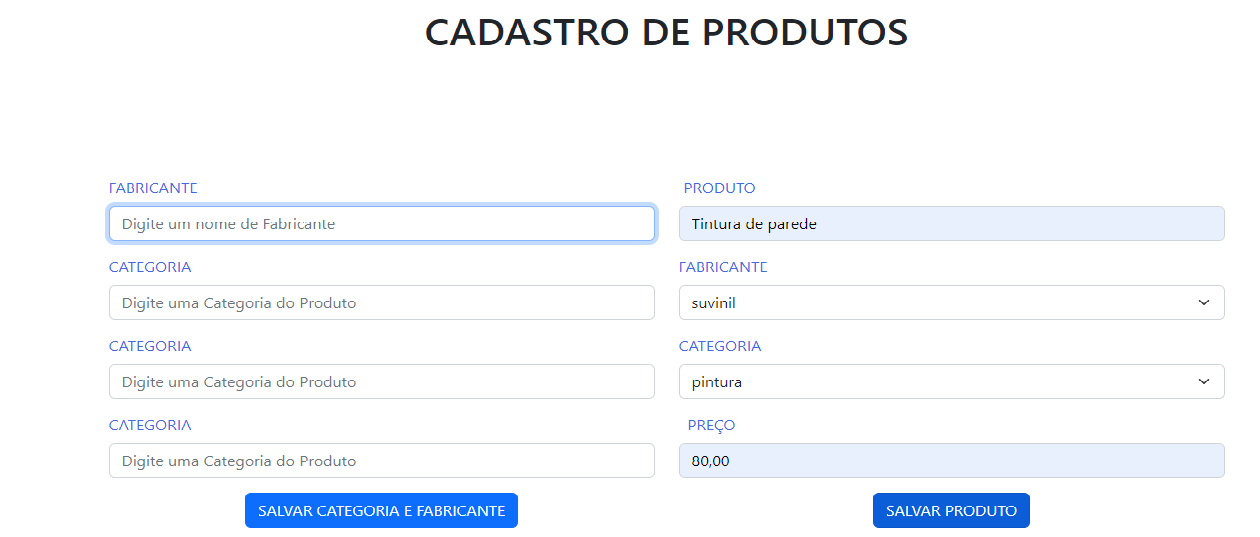 CADASTRO DE PRODUTOS
FABRICANTE
Digite um nome de Fabricante
CATEGORIA
Digite uma Categoria do Produto
CATEGORIA
Digite uma Categoria do Produto
CATEGORIA
Digite uma Categoria do Produto
SALVAR CATEGORIA E FABRICANTE
PRODUTO
Tintura de parede
FABRICANTE
suvinil
CATEGORIA
pintura
PREÇO
80,00
SALVAR PRODUTO